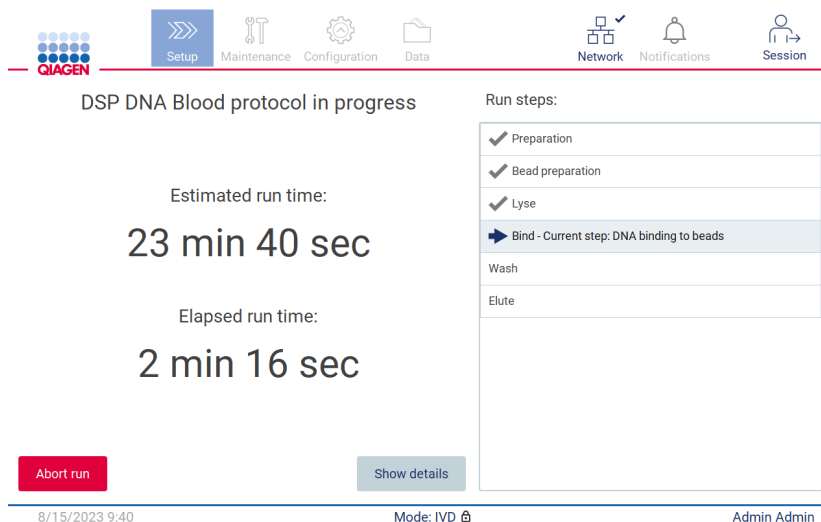 QIAGEN
Setup
Maintenance
Configuration
Data
Network
Notifications
Session
DSP DNA Blood protocol in progress
Estimated run time:
23 min 40 sec
Elapsed run time:
2 min 16 sec
Abort run
Show details
Run steps:
Preparation
Bead preparation
Lyse
Bind - Current step: DNA binding to beads
Wash
Elute
8/15/2023 9:40
Mode: IVD
Admin Admin